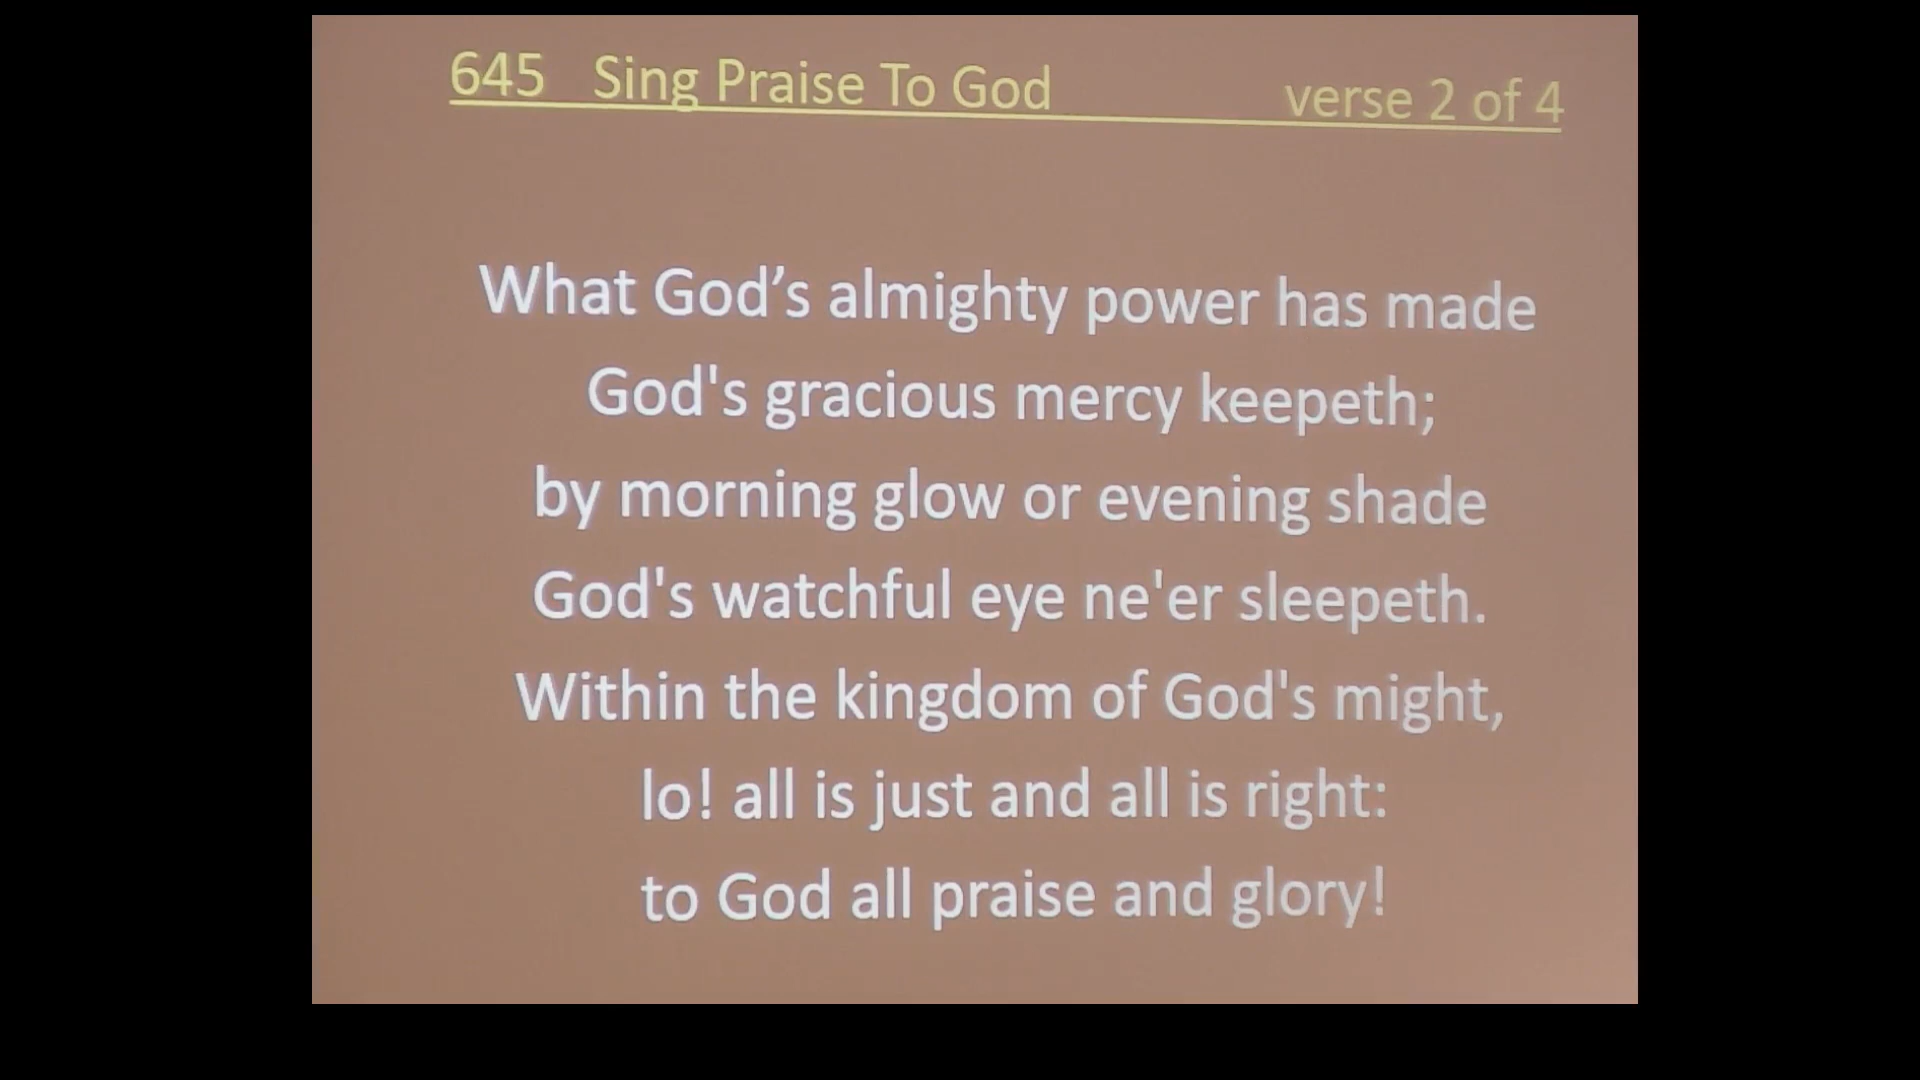 645 Sing Praise To God verse 2 of 4
What God’s almighty power has made
God's gracious mercy keepeth;
by morning glow or evening shade
God's watchful eye ne'er sleepeth.
Within the kingdom of God's might,
lo! all is just and all is right:
to God all praise and glory!